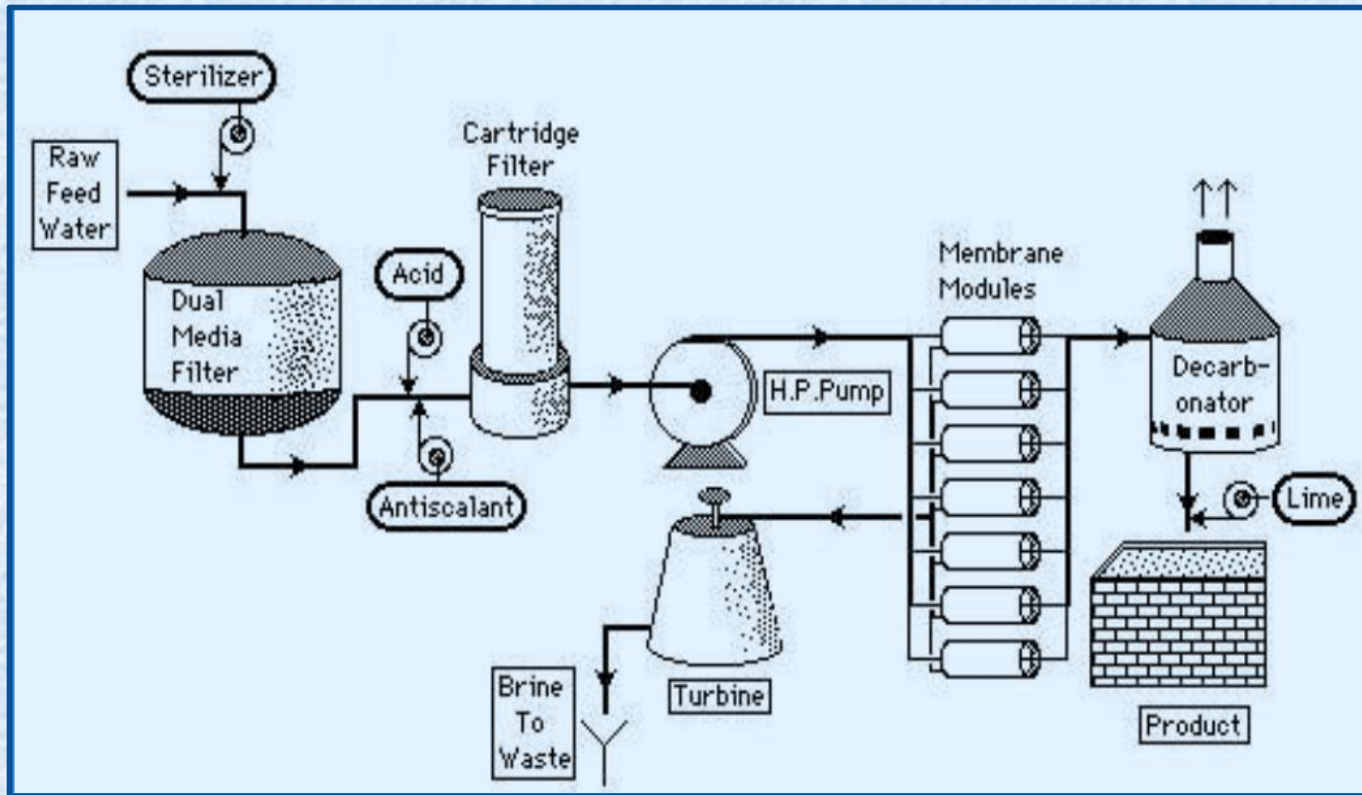 Sterilizer
Raw
Feed
Water
Dual
Media
Filter
Acid
Antiscalant
Cartridge
Filter
H.P.Pump
Membrane
Modules
Decarb-
onator
Lime
Turbine
Brine
To
Waste
Product